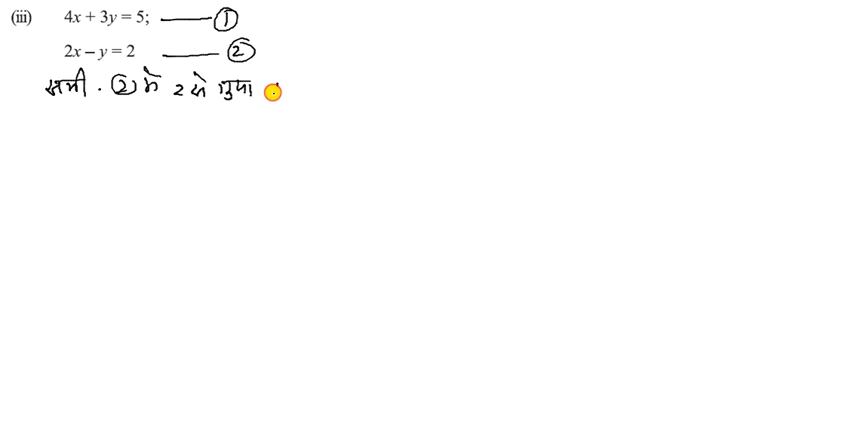 (iii) 4x + 3y = 5; ——— ①
2x – y = 2 ——— ②
समी. ② में 2 से गुणा